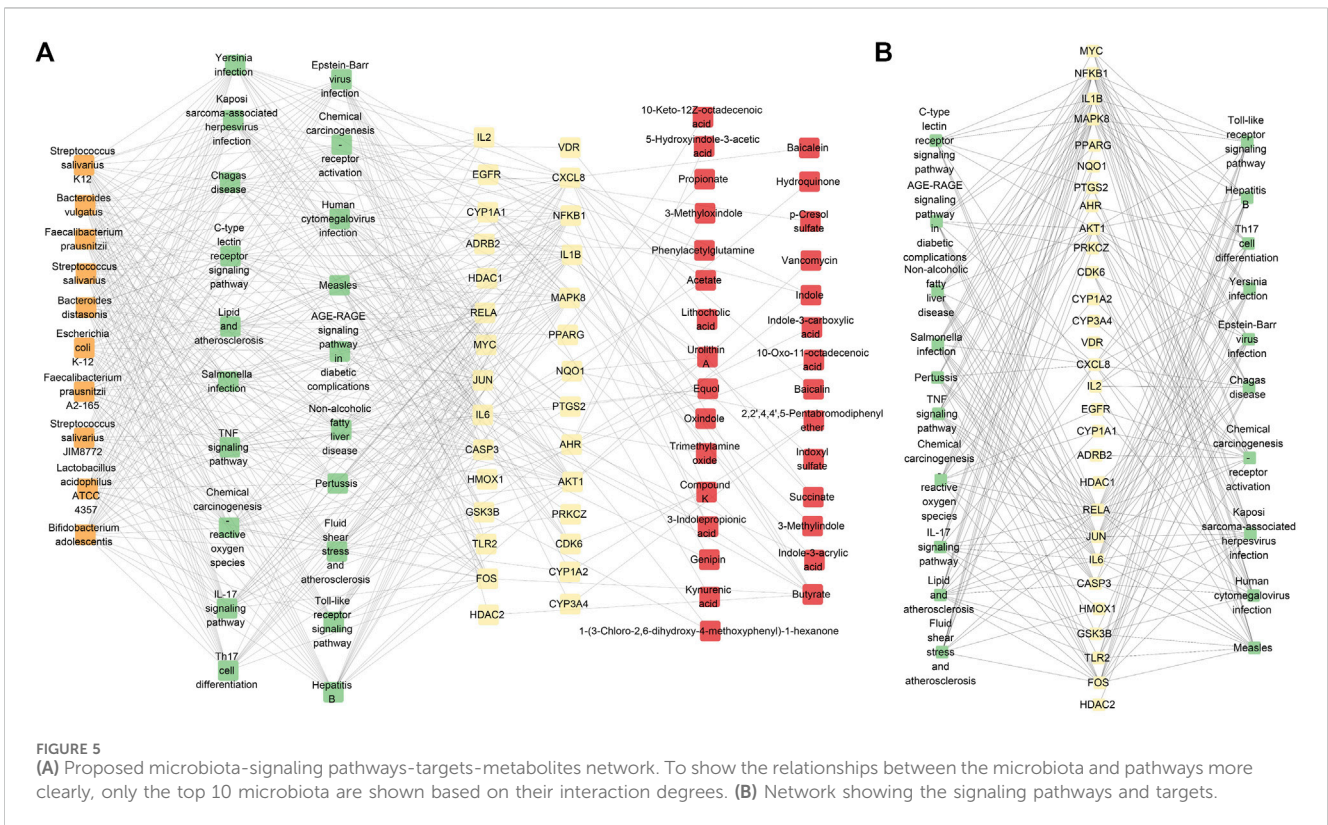 A
Yersinia
infection
Kaposi
sarcoma-associated
herpesvirus
infection
Chagas
disease
C-type
lectin
receptor
signaling
pathway
Lipid
and
atherosclerosis
Salmonella
infection
TNF
signaling
pathway
Chemical
carcinogenesis
-
reactive
oxygen
species
IL-17
signaling
pathway
Th17
cell
differentiation
Streptococcus
salivarius
K12
Bacteroides
vulgatus
Faecalibacterium
prausnitzii
Streptococcus
salivarius
Bacteroides
distasonis
Escherichia
coli
K-12
Faecalibacterium
prausnitzii
A2-165
Streptococcus
salivarius
JIM8772
Lactobacillus
acidophilus
ATCC
4357
Bifidobacterium
adolescentis
Epstein-Barr
virus
infection
Chemical
carcinogenesis
-
receptor
activation
Human
cytomegalovirus
infection
Measles
AGE-RAGE
signaling
pathway
in
diabetic complications
Non-alcoholic
fatty
liver
disease
Pertussis
Fluid
shear
stress
and
atherosclerosis
Toll-like
receptor
signaling
pathway
Hepatitis
B
IL2
EGFR
CYP1A1
ADRB2
HDAC1
RELA
MYC
JUN
IL6
CASP3
HMOX1
GSK3B
TLR2
FOS
HDAC2
VDR
CXCL8
NFKB1
IL1B
MAPK8
PPARG
NQO1
PTGS2
AHR
AKT1
PRKCZ
CDK6
CYP1A2
CYP3A4
10-Keto-12Z-octadecenoic
acid
5-Hydroxyindole-3-acetic
acid
Propionate
3-Methyloxindole
Phenylacetylglutamine
Acetate
Lithocholic
acid
Urolithin
A
Equol
Oxindole
Trimethylamine
oxide
Compound
K
3-Indolepropionic
acid
Genipin
Kynurenic
acid
1-(3-Chloro-2,6-dihydroxy-4-methoxyphenyl)-1-hexanone
Baicalein
Hydroquinone
p-Cresol
sulfate
Vancomycin
Indole
Indole-3-carboxylic
acid
10-Oxo-11-octadecenoic
acid
Baicalin
2,2',4,4',5-Pentabromodiphenyl
ether
Indoxyl
sulfate
Succinate
3-Methylindole
Indole-3-acrylic
acid
Butyrate
B
C-type
lectin
receptor
signaling
pathway
AGE-RAGE
signaling
pathway
in
diabetic complications
Non-alcoholic
fatty
liver
disease
Salmonella
infection
Pertussis
TNF
signaling
pathway
Chemical
carcinogenesis
-
reactive
oxygen
species
IL-17
signaling
pathway
Lipid
and
atherosclerosis
Fluid
shear
stress
and
atherosclerosis
MYC
NFKB1
IL1B
MAPK8
PPARG
NQO1
PTGS2
AHR
AKT1
PRKCZ
CDK6
CYP1A2
CYP3A4
VDR
CXCL8
IL2
EGFR
CYP1A1
ADRB2
HDAC1
RELA
JUN
IL6
CASP3
HMOX1
GSK3B
TLR2
FOS
HDAC2
Toll-like
receptor
signaling
pathway
Hepatitis
B
Th17
cell
differentiation
Yersinia
infection
Epstein-Barr
virus
infection
Chagas
disease
Chemical
carcinogenesis
-
receptor
activation
Kaposi
sarcoma-associated
herpesvirus
infection
Human
cytomegalovirus
infection
Measles
FIGURE 5
(A) Proposed microbiota-signaling pathways-targets-metabolites network. To show the relationships between the microbiota and pathways more
clearly, only the top 10 microbiota are shown based on their interaction degrees. (B) Network showing the signaling pathways and targets.